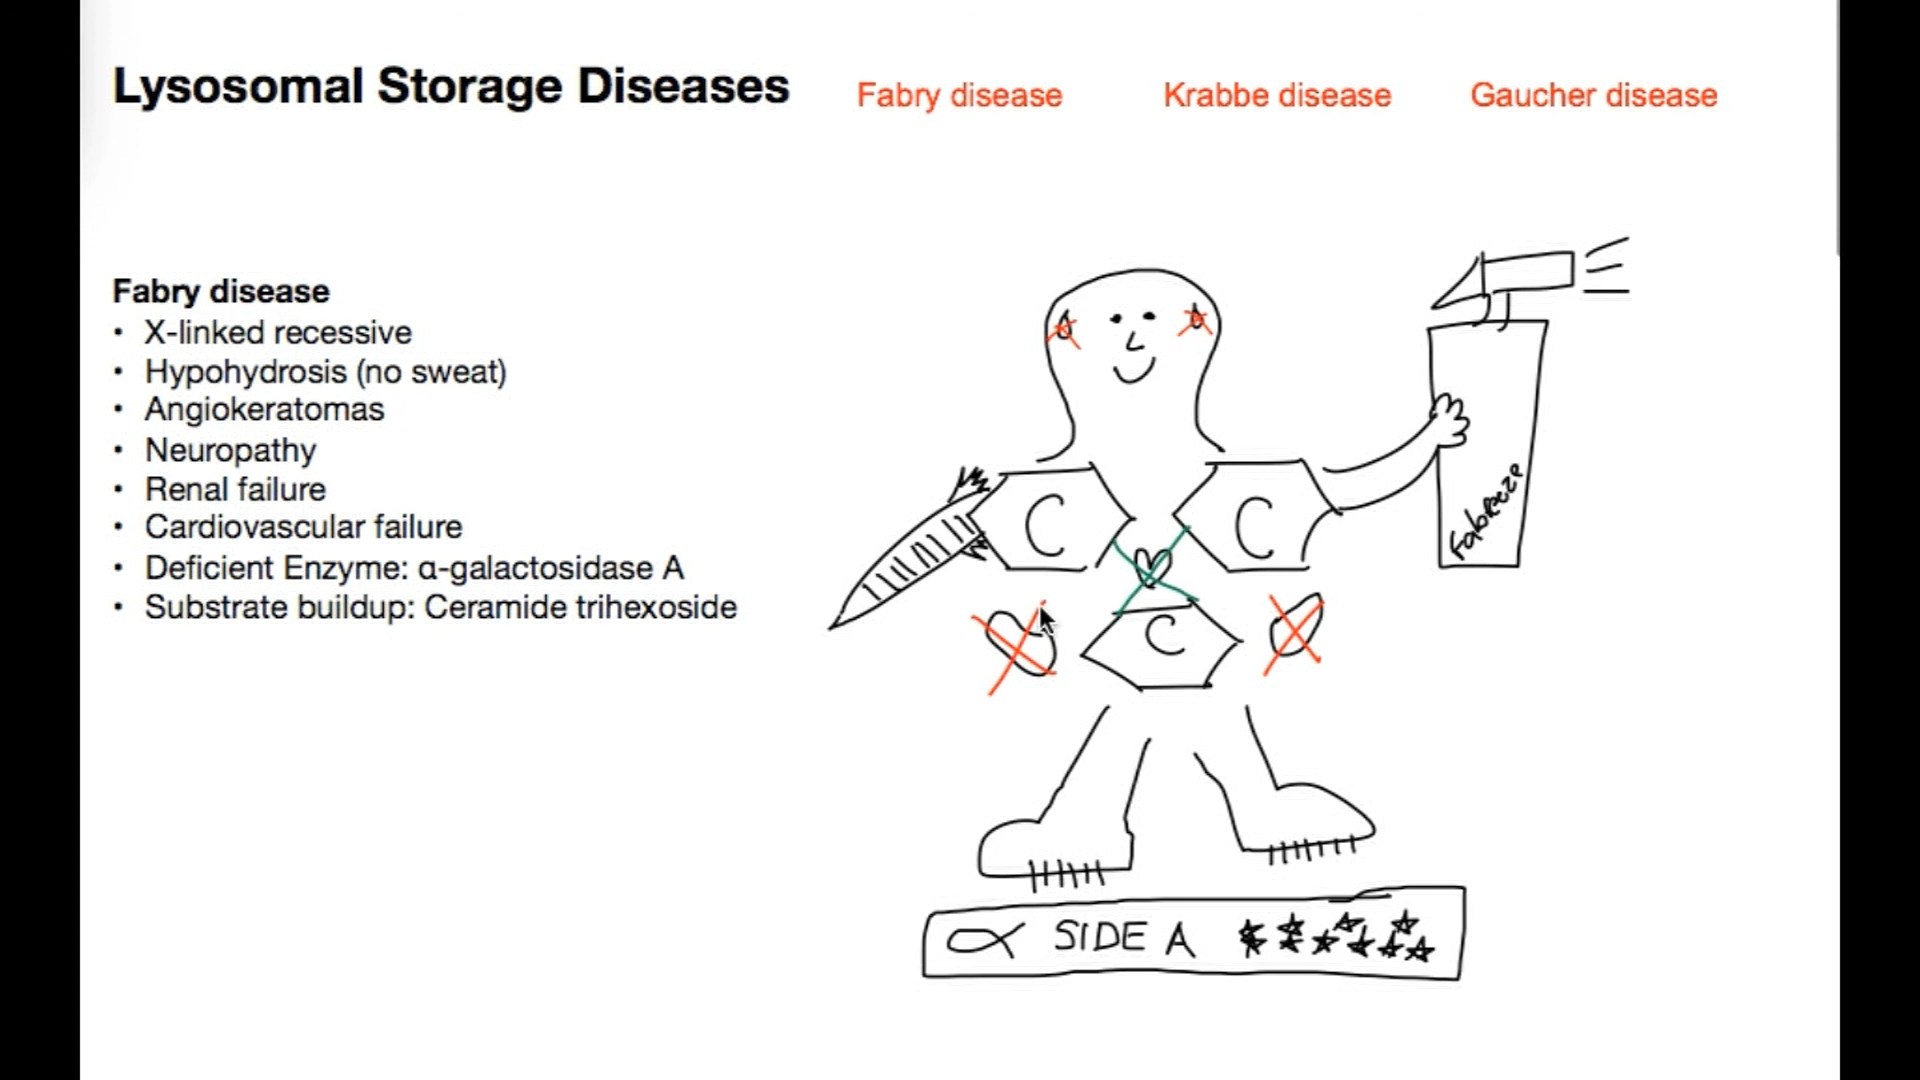 Lysosomal Storage Diseases
Fabry disease Krabbe disease Gaucher disease
Fabry disease
• X-linked recessive
• Hypohydrosis (no sweat)
• Angiokeratomas
• Neuropathy
• Renal failure
• Cardiovascular failure
• Deficient Enzyme: α-galactosidase A
• Substrate buildup: Ceramide trihexoside
C
C
C
Fabreze
α SIDE A